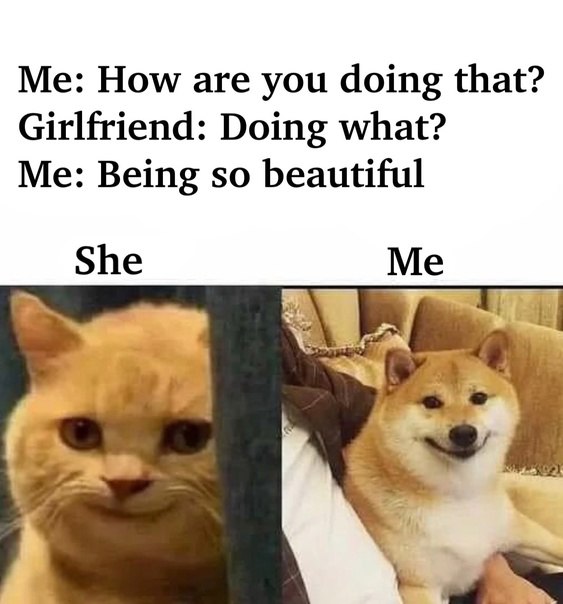 Me: How are you doing that?
Girlfriend: Doing what?
Me: Being so beautiful
She
Me